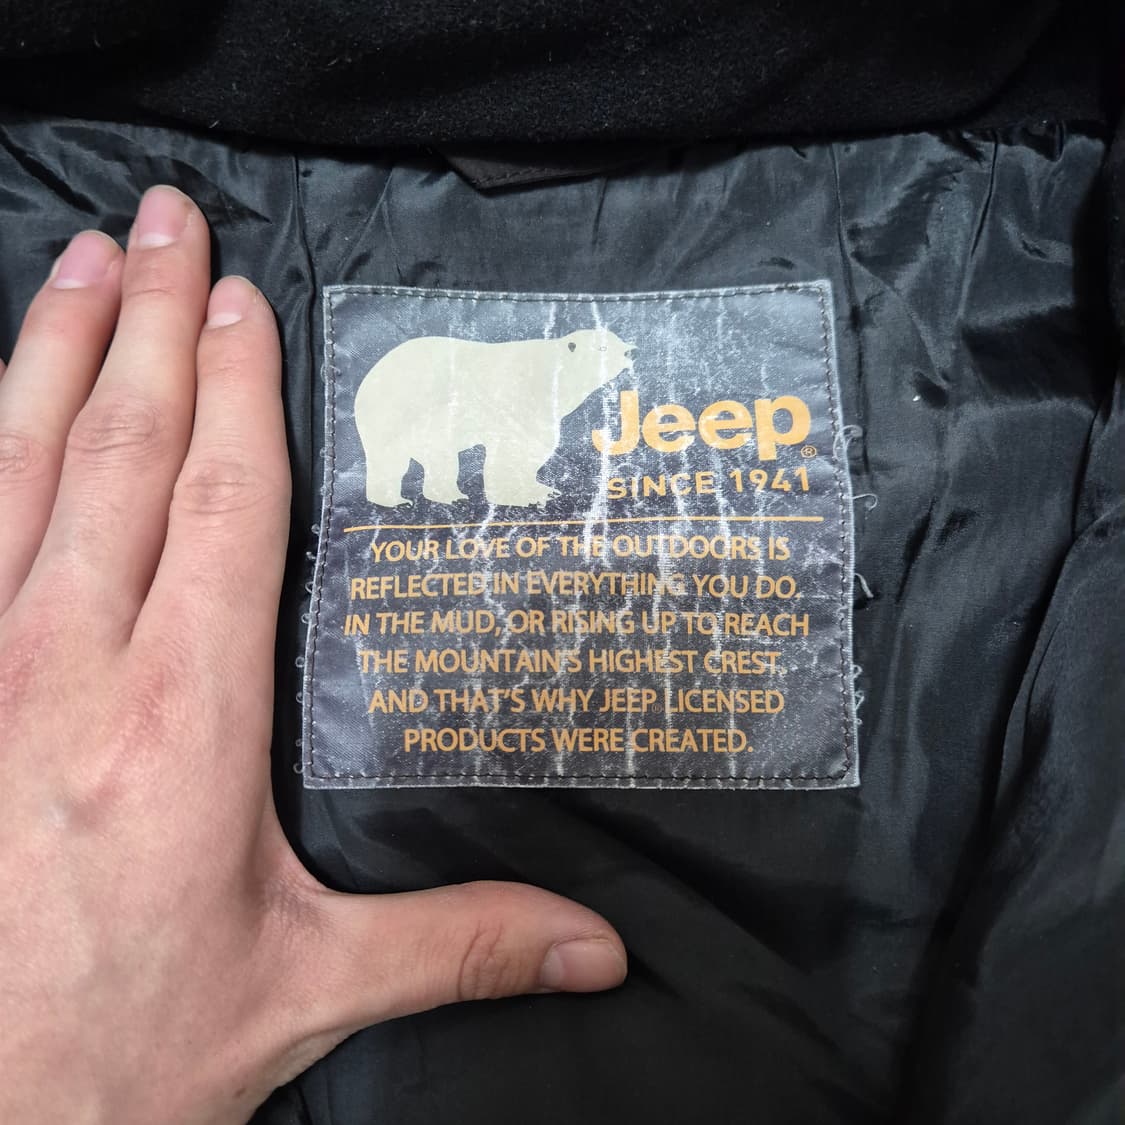 Jeep®
SINCE 1941
YOUR LOVE OF THE OUTDOORS IS
REFLECTED IN EVERYTHING YOU DO,
IN THE MUD, OR RISING UP TO REACH
THE MOUNTAIN'S HIGHEST CREST.
AND THAT'S WHY JEEP® LICENSED
PRODUCTS WERE CREATED.